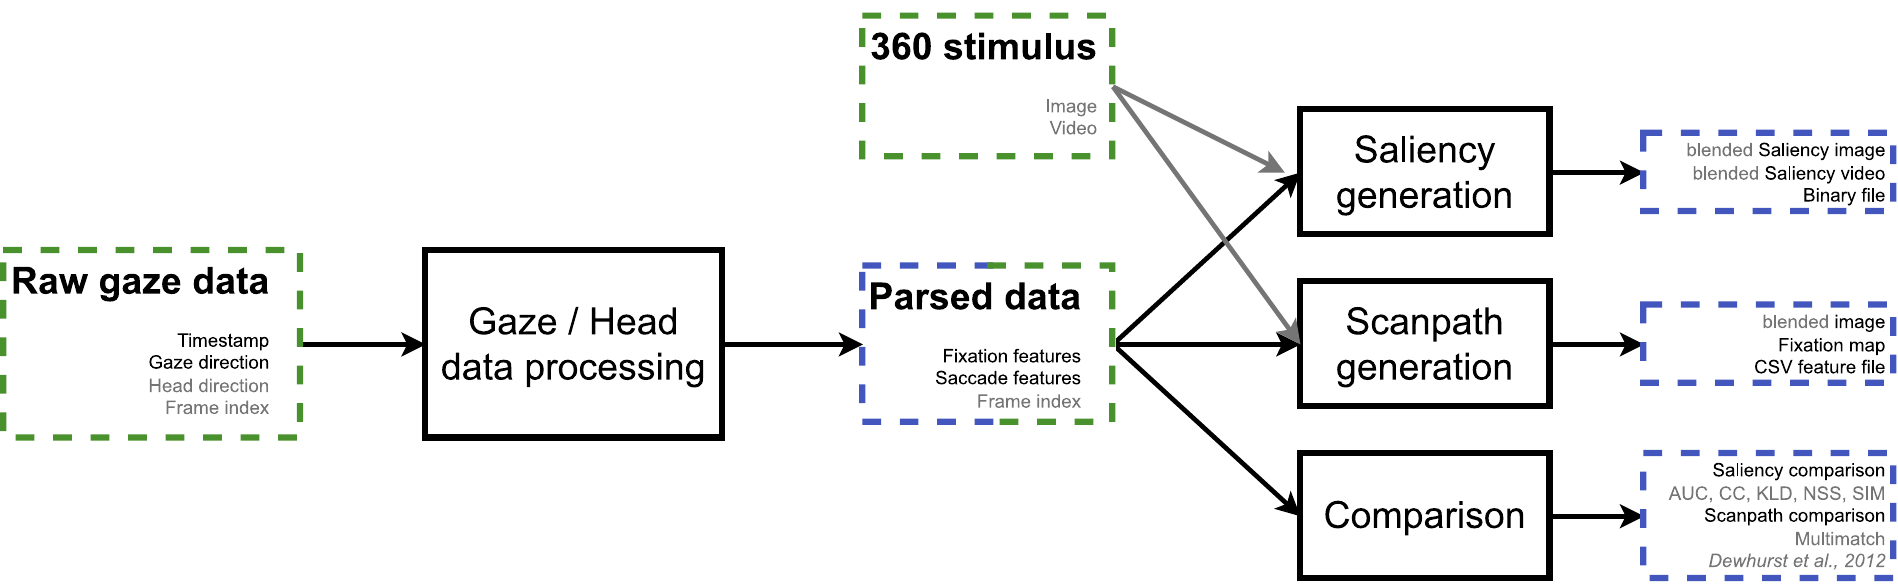 360 stimulus
Image
Video
Raw gaze data
Timestamp
Gaze direction
Head direction
Frame index
Gaze / Head
data processing
Parsed data
Fixation features
Saccade features
Frame index
Saliency
generation
blended Saliency image
blended Saliency video
Binary file
Scanpath
generation
blended image
Fixation map
CSV feature file
Comparison
Saliency comparison
AUC, CC, KLD, NSS, SIM
Scanpath comparison
Multimatch
Dewhurst et al., 2012